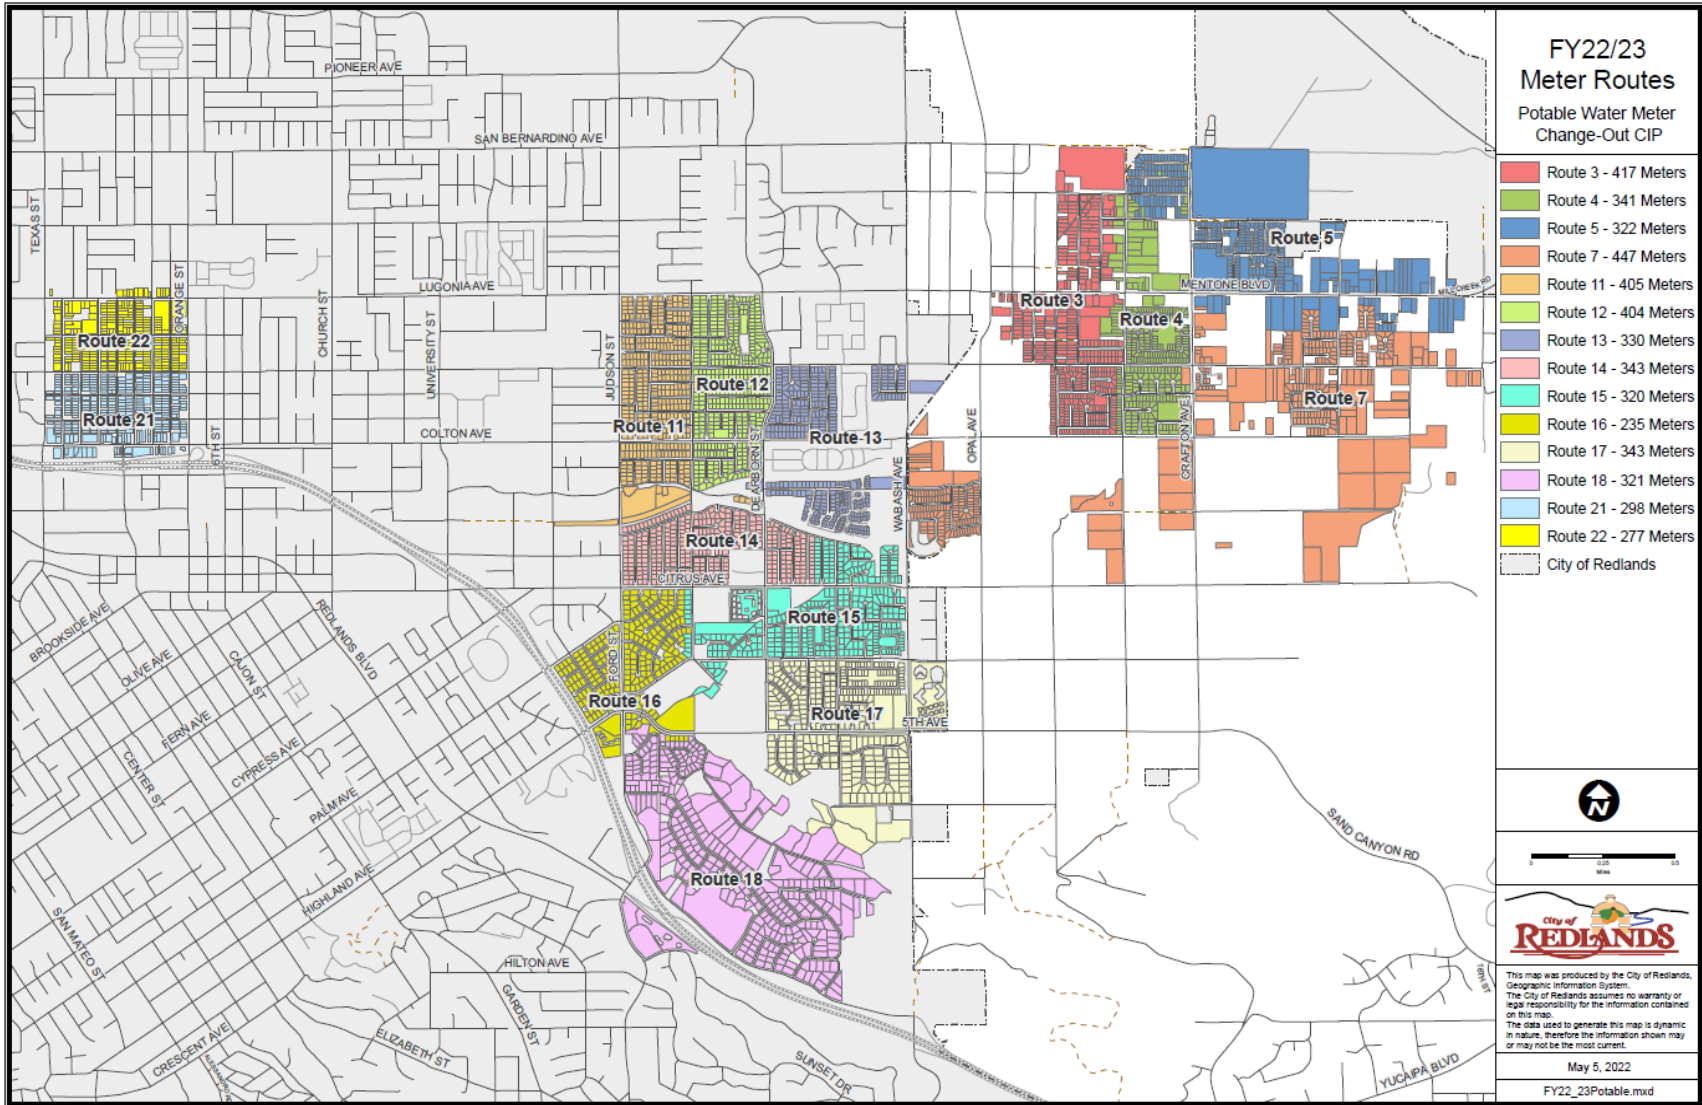 FY22/23
Meter Routes
Potable Water Meter
Change-Out CIP
Route 3 - 417 Meters
Route 4 - 341 Meters
Route 5 - 322 Meters
Route 7 - 447 Meters
Route 11 - 405 Meters
Route 12 - 404 Meters
Route 13 - 330 Meters
Route 14 - 343 Meters
Route 15 - 320 Meters
Route 16 - 235 Meters
Route 17 - 343 Meters
Route 18 - 321 Meters
Route 21 - 298 Meters
Route 22 - 277 Meters
City of Redlands
N
0 0.25 0.5
Miles
City of
REDLANDS
This map was produced by the City of Redlands,
Geographic Information System.
The City of Redlands assumes no warranty or
legal responsibility for the information contained
on this map.
The data used to generate this map is dynamic
in nature, therefore the information shown may
or may not be the most current.
May 5, 2022
FY22_23Potable.mxd
PIONEER AVE
SAN BERNARDINO AVE
TEXAS ST
ORANGE ST
CHURCH ST
LUGONIA AVE
UNIVERSITY ST
JUDSON ST
MENTONE BLVD
MILL CREEK RD
Route 5
Route 3
Route 4
Route 22
Route 12
Route 7
Route 21
Route 11
Route 13
6TH ST
COLTON AVE
DEARBORN ST
WABASH AVE
OPAL AVE
CRAFTON AVE
Route 14
CITRUS AVE
Route 15
BROOKSIDE AVE
OLIVE AVE
CAJON ST
REDLANDS BLVD
FORD ST
Route 16
Route 17
5TH AVE
FERN AVE
CENTER ST
CYPRESS AVE
PALM AVE
HIGHLAND AVE
Route 18
SAND CANYON RD
SAN MATEO ST
HILTON AVE
GARDEN ST
16TH ST
CRESCENT AVE
ELIZABETH ST
SUNSET DR
YUCAIPA BLVD